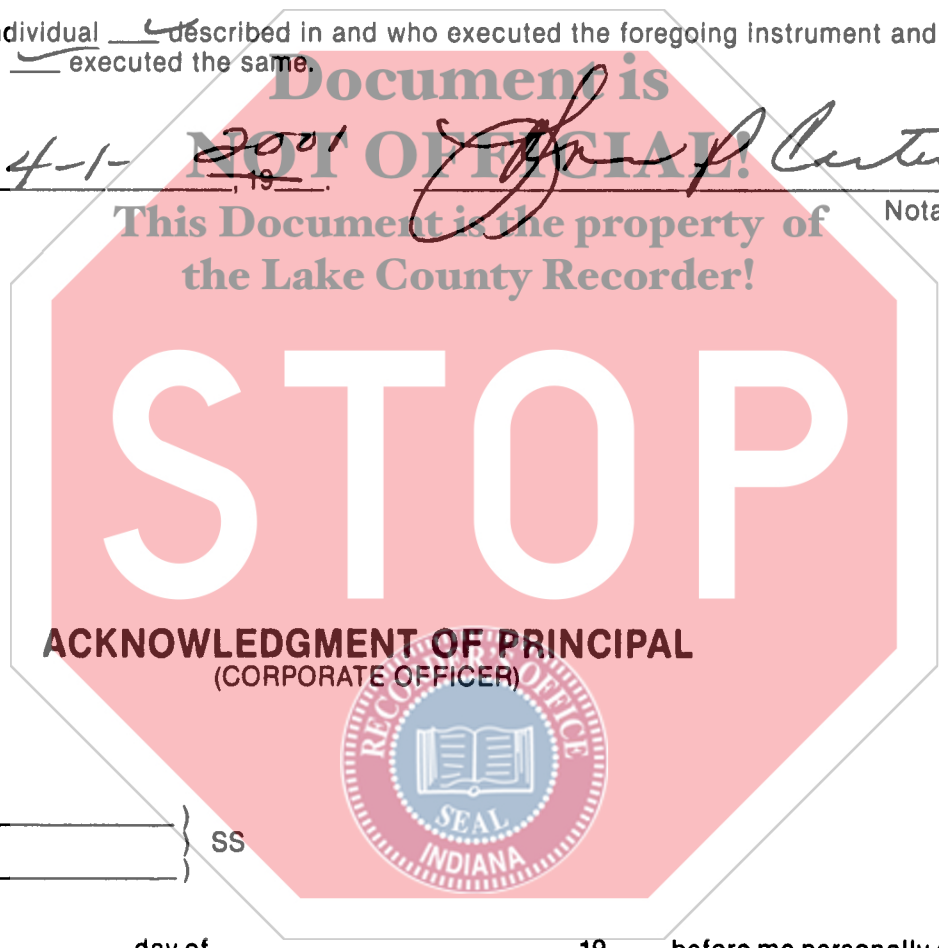 dividual described in and who executed the foregoing instrument and
executed the same.
Document is
NOT OFFICIAL!
4-1- 2001
, 19 .
This Document is the property of
Nota
the Lake County Recorder!
STOP
ACKNOWLEDGMENT OF PRINCIPAL
(CORPORATE OFFICER)
RECORDER'S OFFICE
SEAL
INDIANA
SS
day of 19 before me personally